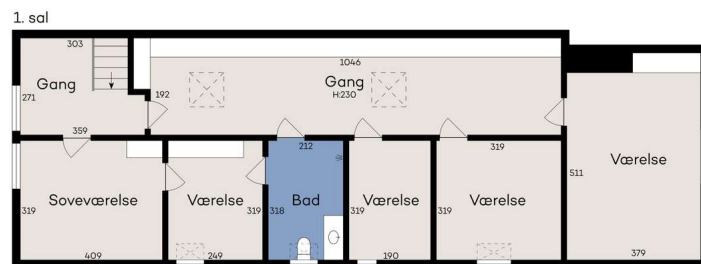 1. sal
303
1046
Gang
Gang
H:230
271
192
359
212
319
Værelse
511
Soveværelse
Værelse
Bad
Værelse
Værelse
319
319
318
319
319
409
249
190
379